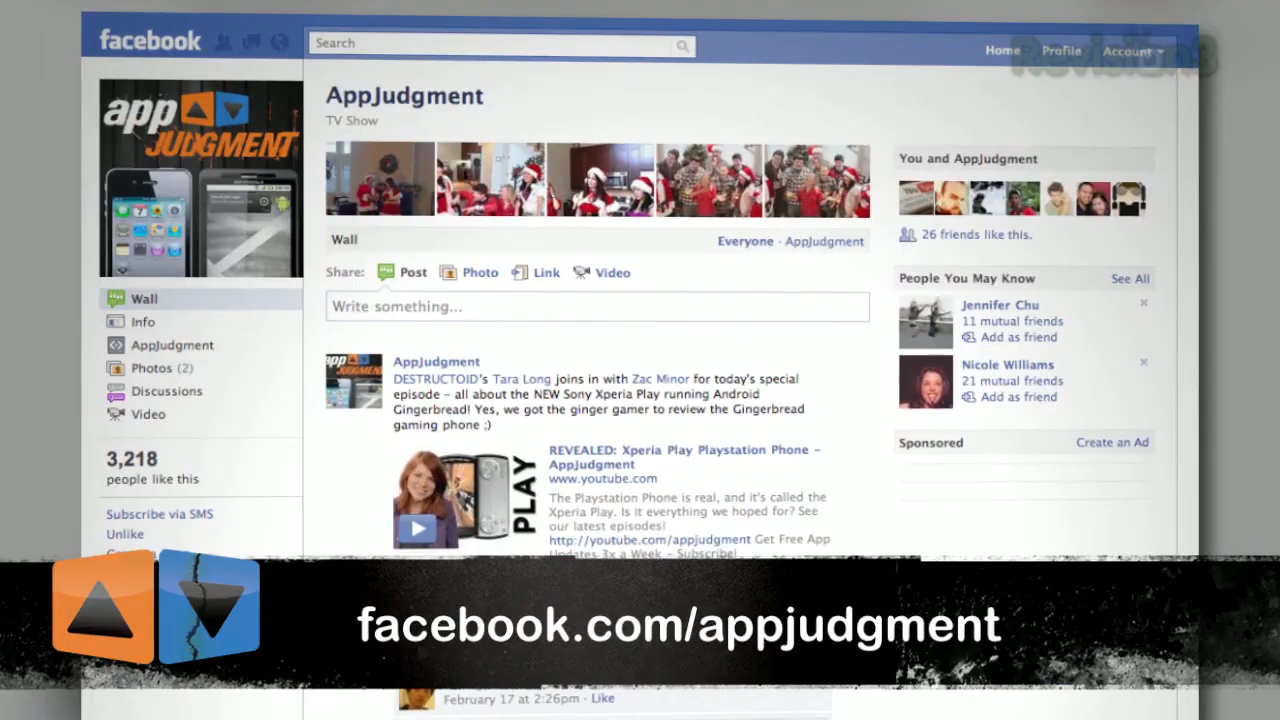 facebook
Search
Home Profile Account
Revision3
app
JUDGMENT
AppJudgment
TV Show
Wall
Everyone · AppJudgment
Share: Post Photo Link Video
Write something...
Wall
Info
AppJudgment
Photos (2)
Discussions
Video
3,218
people like this
Subscribe via SMS
Unlike
AppJudgment
DESTRUCTOID's Tara Long joins in with Zac Minor for today's special
episode – all about the NEW Sony Xperia Play running Android
Gingerbread! Yes, we got the ginger gamer to review the Gingerbread
gaming phone ;)
PLAY
REVEALED: Xperia Play Playstation Phone –
AppJudgment
www.youtube.com
The Playstation Phone is real, and it's called the
Xperia Play. Is it everything we hoped for? See
our latest episodes!
http://youtube.com/appjudgment Get Free App
Updates 3x a Week – Subscribe!
You and AppJudgment
26 friends like this.
People You May Know See All
Jennifer Chu
11 mutual friends
Add as friend
Nicole Williams
21 mutual friends
Add as friend
Sponsored Create an Ad
facebook.com/appjudgment
February 17 at 2:26pm · Like